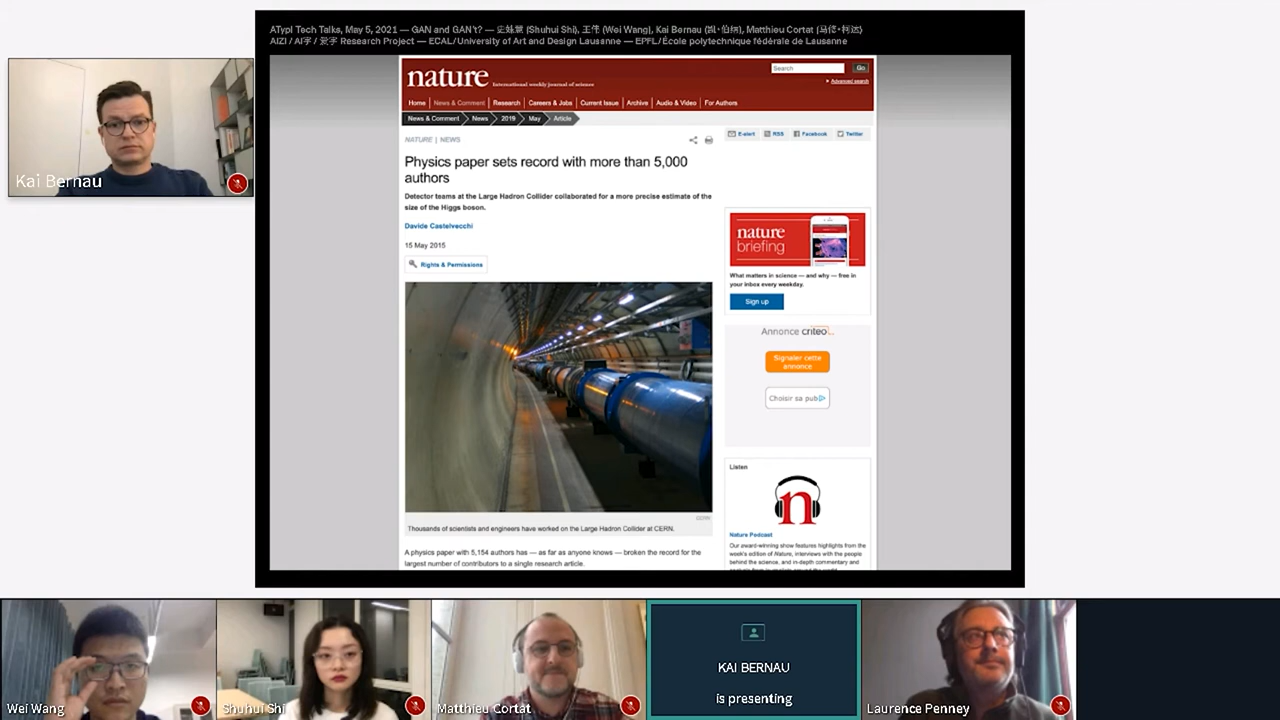 ATypI Tech Talks, May 5, 2021 — GAN and GAN't? — (Shuhui Shi), 王伟 (Wei Wang), Kai Bernau (凯·伯纳), Matthieu Cortat (马修·柯达)
AIZI / AI字 / 爱字 Research Project — ECAL/University of Art and Design Lausanne — EPFL/École polytechnique fédérale de Lausanne
nature International weekly journal of science
Search Go
Advanced search
Home News & Comment Research Careers & Jobs Current Issue Archive Audio & Video For Authors
News & Comment News 2019 May Article
NATURE | NEWS
E-alert RSS Facebook Twitter
Physics paper sets record with more than 5,000
authors
Detector teams at the Large Hadron Collider collaborated for a more precise estimate of the
size of the Higgs boson.
Davide Castelvecchi
15 May 2015
Rights & Permissions
CERN
Thousands of scientists and engineers have worked on the Large Hadron Collider at CERN.
A physics paper with 5,154 authors has — as far as anyone knows — broken the record for the
largest number of contributors to a single research article.
nature
briefing
What matters in science — and why — free in
your inbox every weekday.
Sign up
Annonce criteo
Signaler cette
annonce
Choisir sa pub
Listen
n
Nature Podcast
Our award-winning show features highlights from the
week's edition of Nature, interviews with the people
behind the science, and in-depth commentary and
analysis from journalists around the world.
Kai Bernau
Wei Wang
Shuhui Shi
Matthieu Cortat
KAI BERNAU
is presenting
Laurence Penney